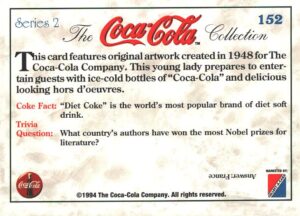 Series 2
The Coca-Cola Collection
152
This card features original artwork created in 1948 for The
Coca-Cola Company. This young lady prepares to enter-
tain guests with ice-cold bottles of "Coca-Cola" and delicious
looking hors d'oeuvres.
Coke Fact: "Diet Coke" is the world's most popular brand of diet soft
drink.
Trivia
Question: What country's authors have won the most Nobel prizes for
literature?
Answer: France
Coca-Cola
©1994 The Coca-Cola Company. All rights reserved.